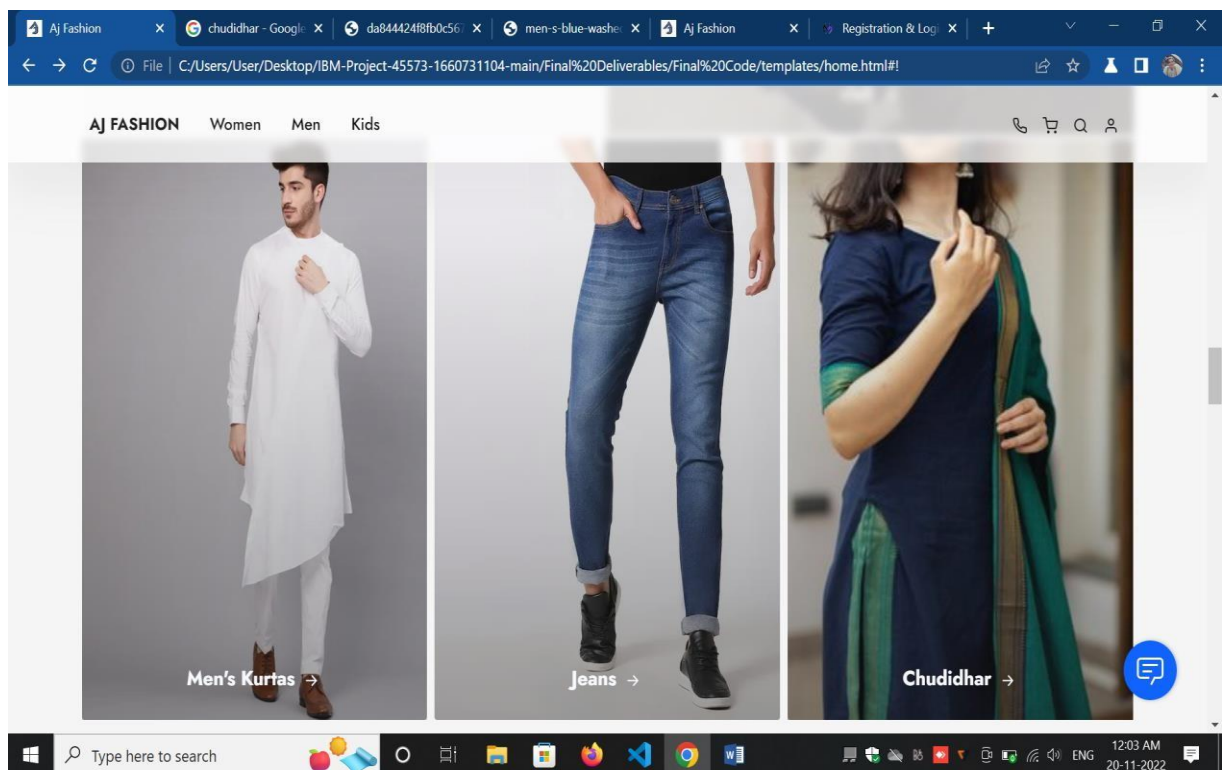 Aj Fashion
chudidhar - Google
da844424f8fb0c567
men-s-blue-washed
Aj Fashion
Registration & Logi
File | C:/Users/User/Desktop/IBM-Project-45573-1660731104-main/Final%20Deliverables/Final%20Code/templates/home.html#!
AJ FASHION Women Men Kids
Men's Kurtas →
Jeans →
Chudidhar →
Type here to search
ENG
12:03 AM
20-11-2022